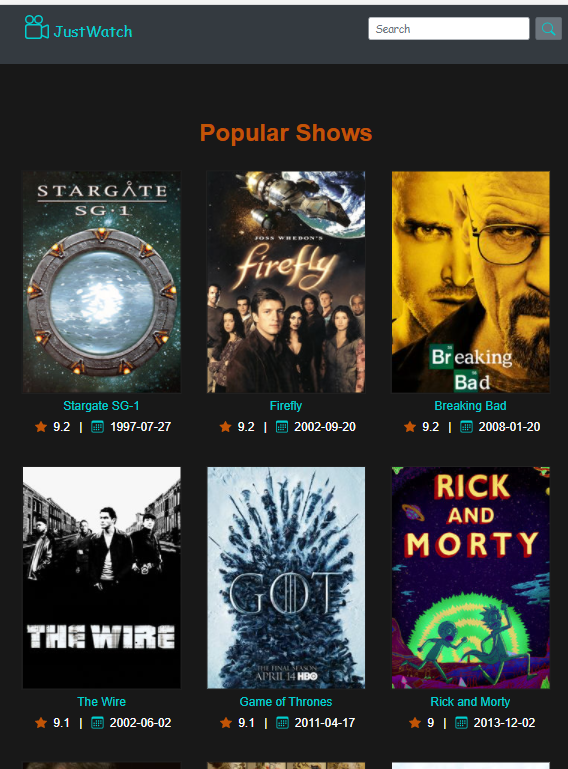 JustWatch
Search
Popular Shows
STARGATE
SG·1
JOSS WHEDON'S
firefly
Breaking
Bad
Stargate SG-1
Firefly
Breaking Bad
9.2 | 1997-07-27
9.2 | 2002-09-20
9.2 | 2008-01-20
THE WIRE
GOT
THE FINAL SEASON
APRIL 14 HBO
RICK
AND
MORTY
The Wire
Game of Thrones
Rick and Morty
9.1 | 2002-06-02
9.1 | 2011-04-17
9 | 2013-12-02